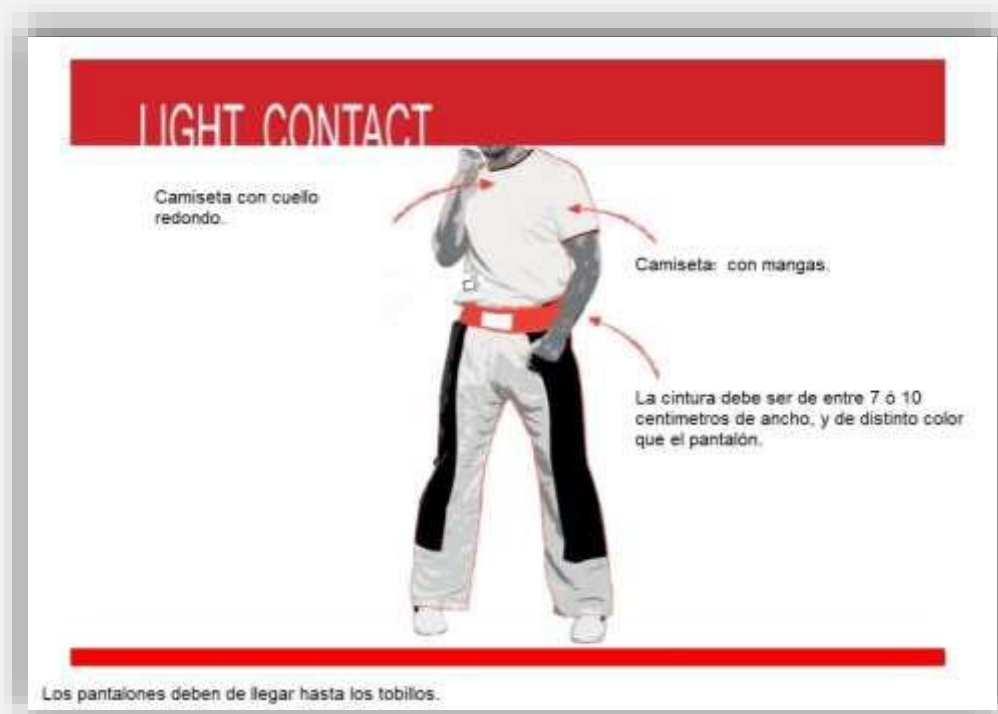 LIGHT CONTACT
Camiseta con cuello
redondo.
Camiseta: con mangas.
La cintura debe ser de entre 7 ó 10
centimetros de ancho, y de distinto color
que el pantalón.
Los pantalones deben de llegar hasta los tobillos.